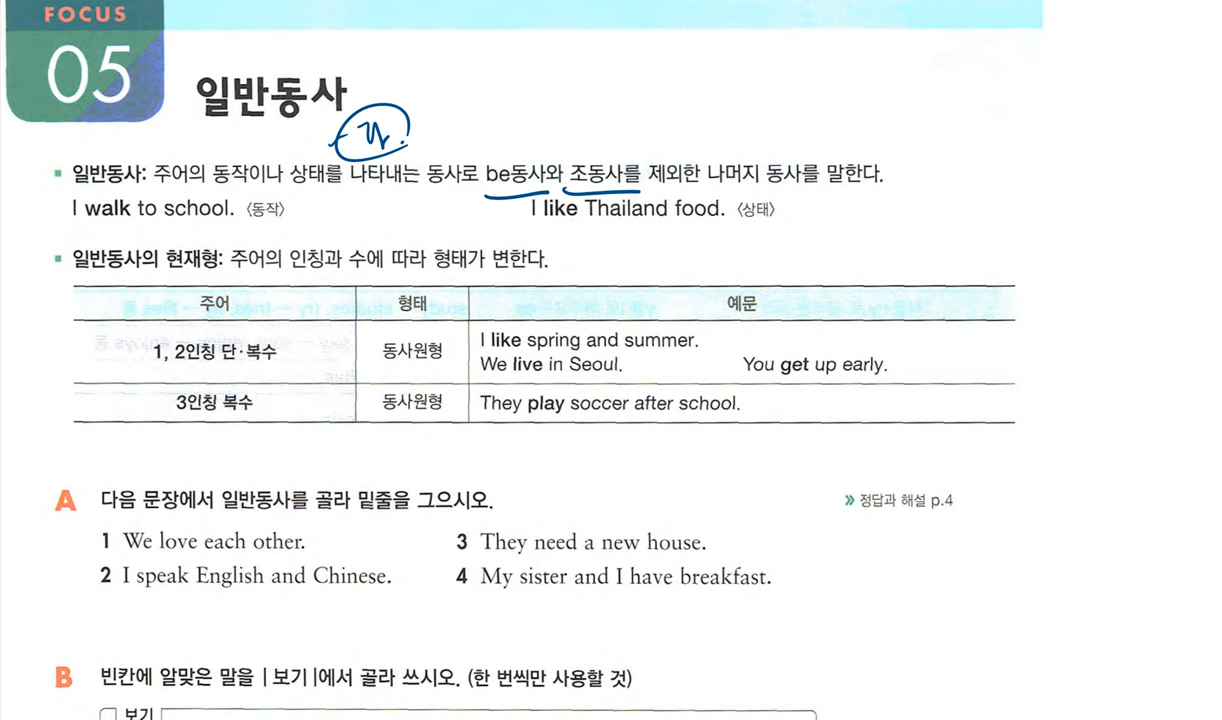 FOCUS
05
일반동사
일반동사: 주어의 동작이나 상태를 나타내는 동사로 be동사와 조동사를 제외한 나머지 동사를 말한다.
I walk to school. 〈동작〉 I like Thailand food. 〈상태〉
일반동사의 현재형: 주어의 인칭과 수에 따라 형태가 변한다.
주어 형태 예문
1, 2인칭 단·복수 동사원형 I like spring and summer.
We live in Seoul. You get up early.
3인칭 복수 동사원형 They play soccer after school.
A 다음 문장에서 일반동사를 골라 밑줄을 그으시오. » 정답과 해설 p.4
1 We love each other.
2 I speak English and Chinese.
3 They need a new house.
4 My sister and I have breakfast.
B 빈칸에 알맞은 말을 |보기|에서 골라 쓰시오. (한 번씩만 사용할 것)
보기